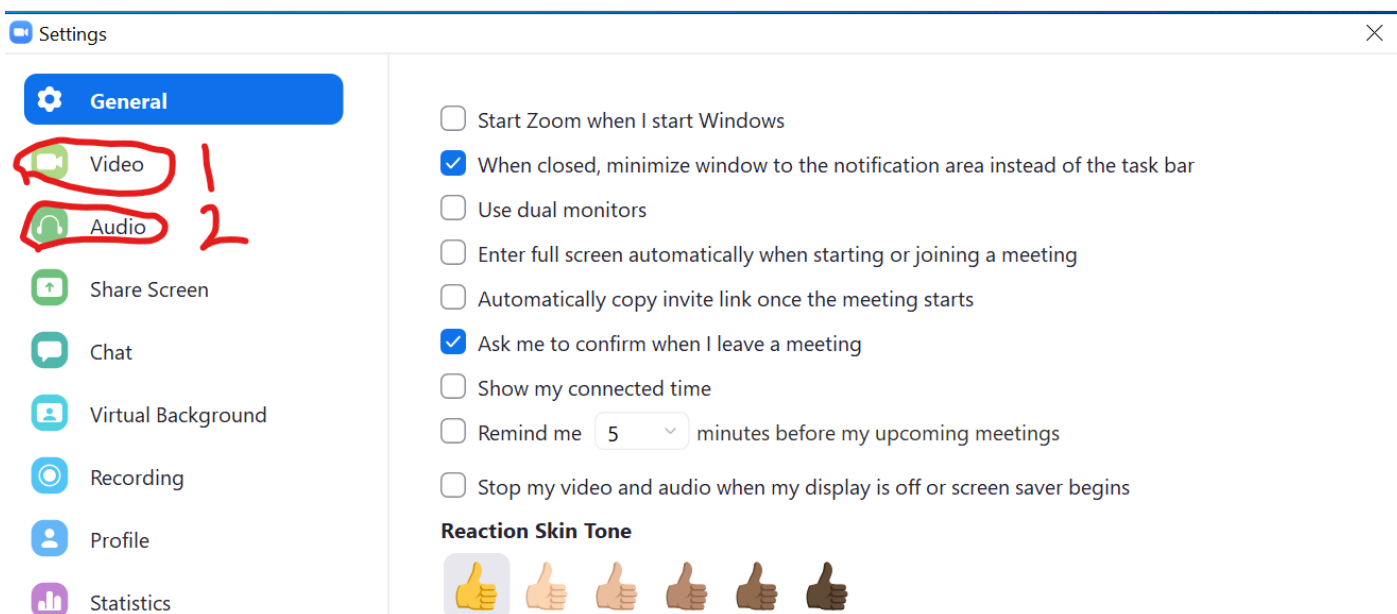 Settings
General
Video 1
Audio 2
Share Screen
Chat
Virtual Background
Recording
Profile
Statistics
Start Zoom when I start Windows
When closed, minimize window to the notification area instead of the task bar
Use dual monitors
Enter full screen automatically when starting or joining a meeting
Automatically copy invite link once the meeting starts
Ask me to confirm when I leave a meeting
Show my connected time
Remind me 5 minutes before my upcoming meetings
Stop my video and audio when my display is off or screen saver begins
Reaction Skin Tone